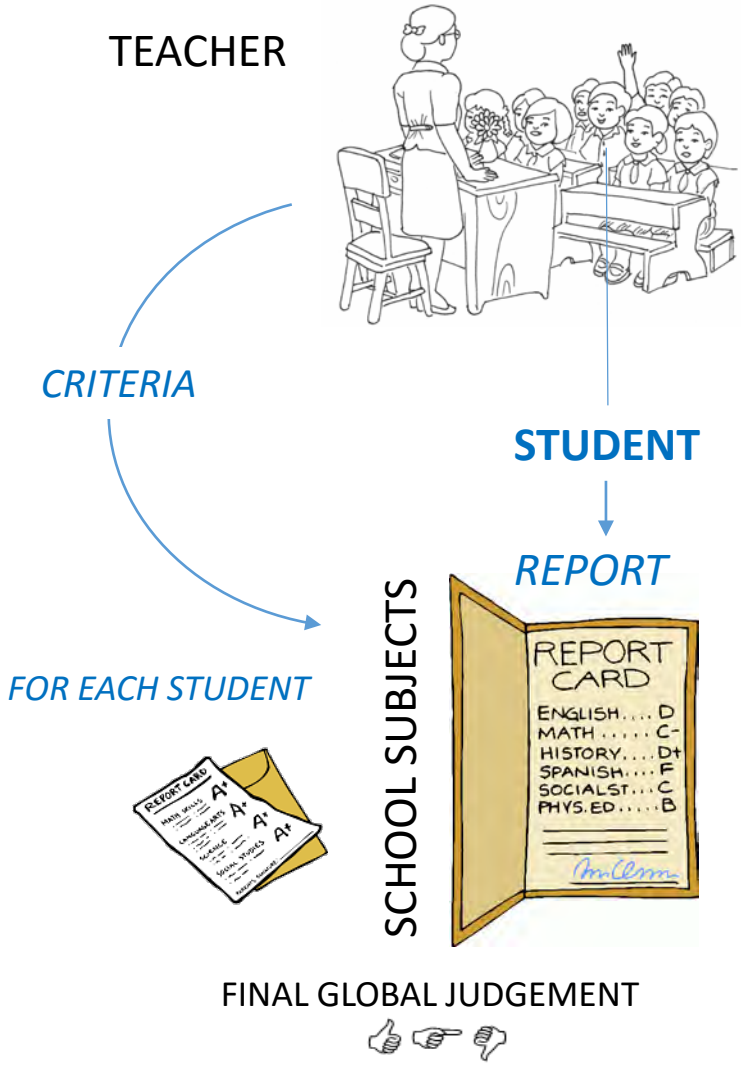 TEACHER
CRITERIA
STUDENT
REPORT
FOR EACH STUDENT
SCHOOL SUBJECTS
REPORT CARD
MATH SKILLS A+
LANGUAGE ARTS A+
SCIENCE A+
SOCIAL STUDIES A+
REPORT
CARD
ENGLISH.... D
MATH ..... C-
HISTORY.... D+
SPANISH.... F
SOCIALST... C
PHYS.ED..... B
FINAL GLOBAL JUDGEMENT